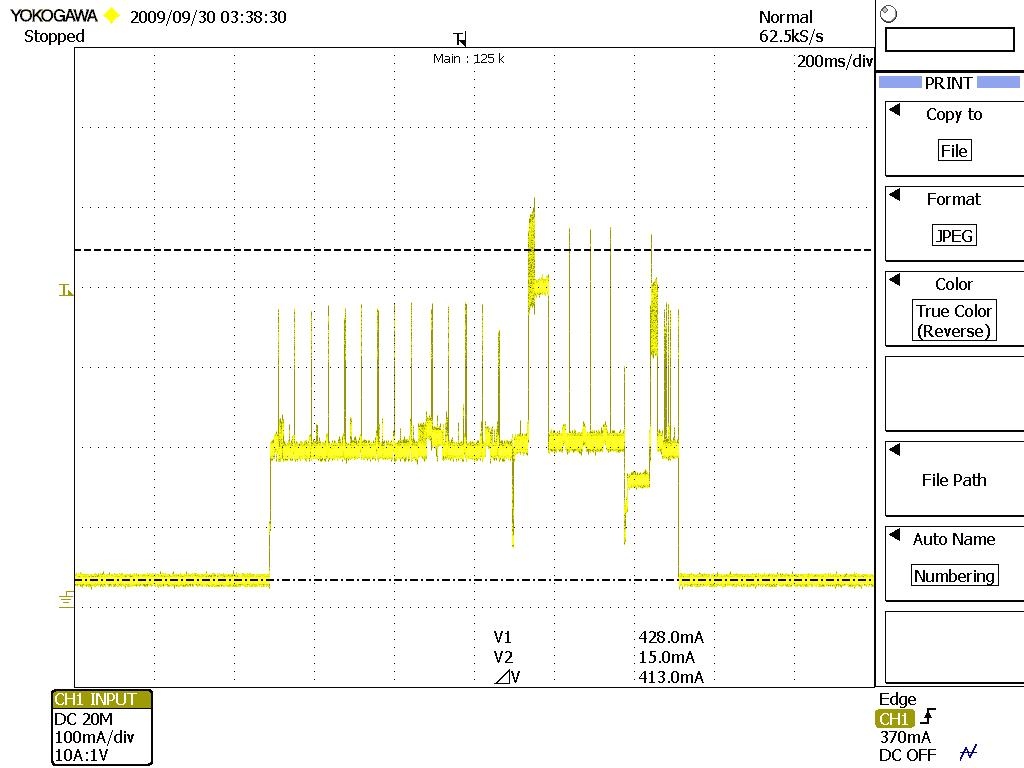 YOKOGAWA 2009/09/30 03:38:30
Stopped
Normal
62.5kS/s
T
Main : 125 k
200ms/div
T
V1 428.0mA
V2 15.0mA
⊿V 413.0mA
CH1 INPUT
DC 20M
100mA/div
10A:1V
PRINT
Copy to
File
Format
JPEG
Color
True Color
(Reverse)
File Path
Auto Name
Numbering
Edge
CH1
370mA
DC OFF